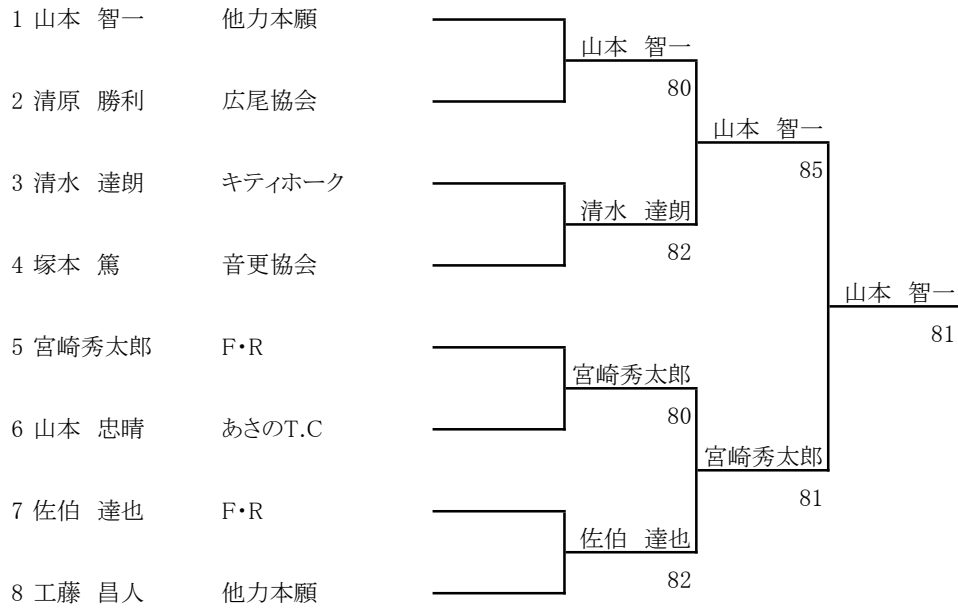 1 山本　智一　他力本願
山本　智一
80
2 清原　勝利　広尾協会
山本　智一
85
3 清水　達朗　キティホーク
清水　達朗
82
4 塚本　篤　音更協会
山本　智一
81
5 宮崎秀太郎　F・R
宮崎秀太郎
80
6 山本　忠晴　あさのT.C
宮崎秀太郎
81
7 佐伯　達也　F・R
佐伯　達也
82
8 工藤　昌人　他力本願